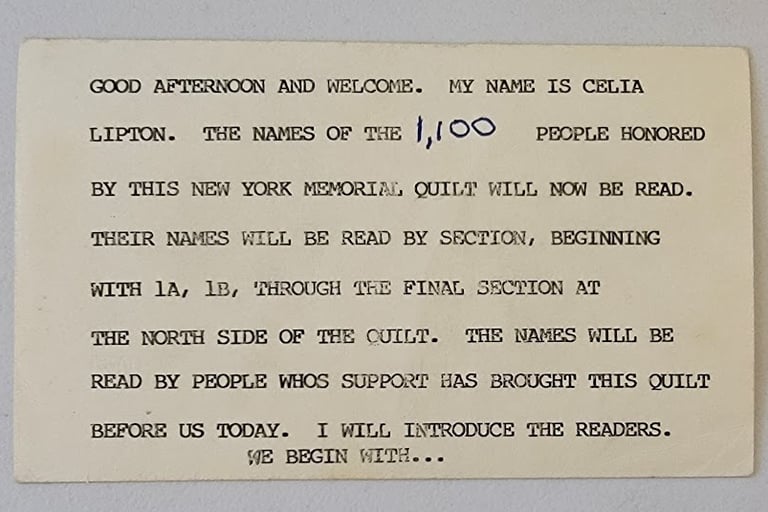 GOOD AFTERNOON AND WELCOME. MY NAME IS CELIA
LIPTON. THE NAMES OF THE 1,100 PEOPLE HONORED
BY THIS NEW YORK MEMORIAL QUILT WILL NOW BE READ.
THEIR NAMES WILL BE READ BY SECTION, BEGINNING
WITH 1A, 1B, THROUGH THE FINAL SECTION AT
THE NORTH SIDE OF THE QUILT. THE NAMES WILL BE
READ BY PEOPLE WHOS SUPPORT HAS BROUGHT THIS QUILT
BEFORE US TODAY. I WILL INTRODUCE THE READERS.
WE BEGIN WITH...